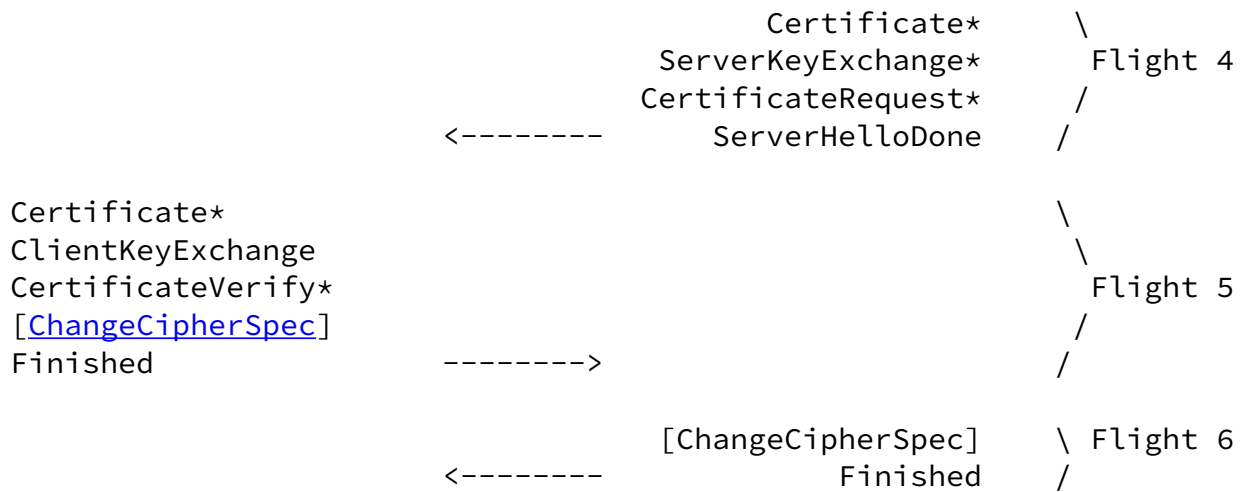 Certificate* \
ServerKeyExchange* Flight 4
CertificateRequest* /
<-------- ServerHelloDone /
Certificate* \
ClientKeyExchange \
CertificateVerify* Flight 5
[ChangeCipherSpec] /
Finished --------> /
[ChangeCipherSpec] \ Flight 6
<-------- Finished /